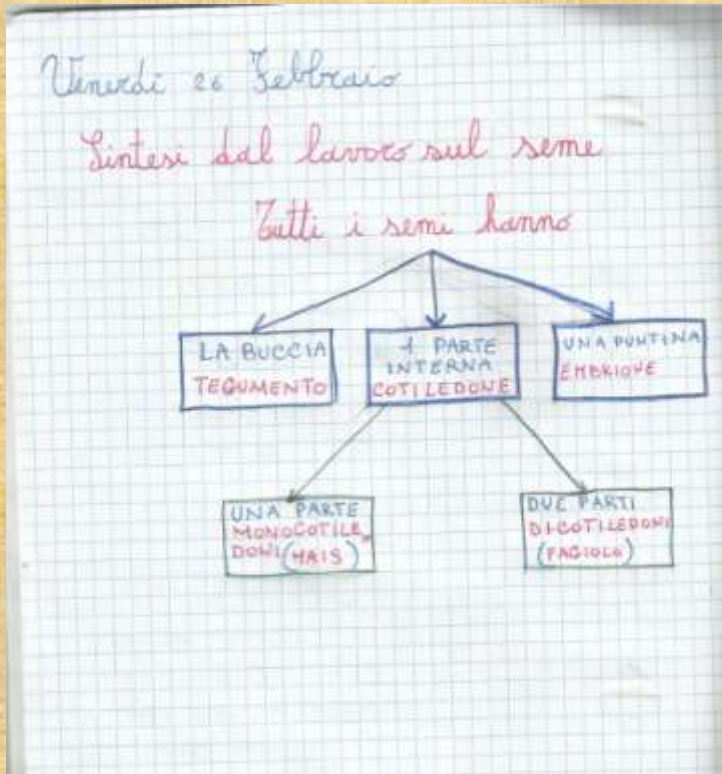 Venerdì 26 Febbraio
Sintesi dal lavoro sul seme
Tutti i semi hanno
LA BUCCIA
TEGUMENTO
1 PARTE
INTERNA
COTILEDONE
UNA PUNTINA
EMBRIONE
UNA PARTE
MONOCOTILE
DONI (MAIS)
DUE PARTI
DICOTILEDONI
(FAGIOLO)